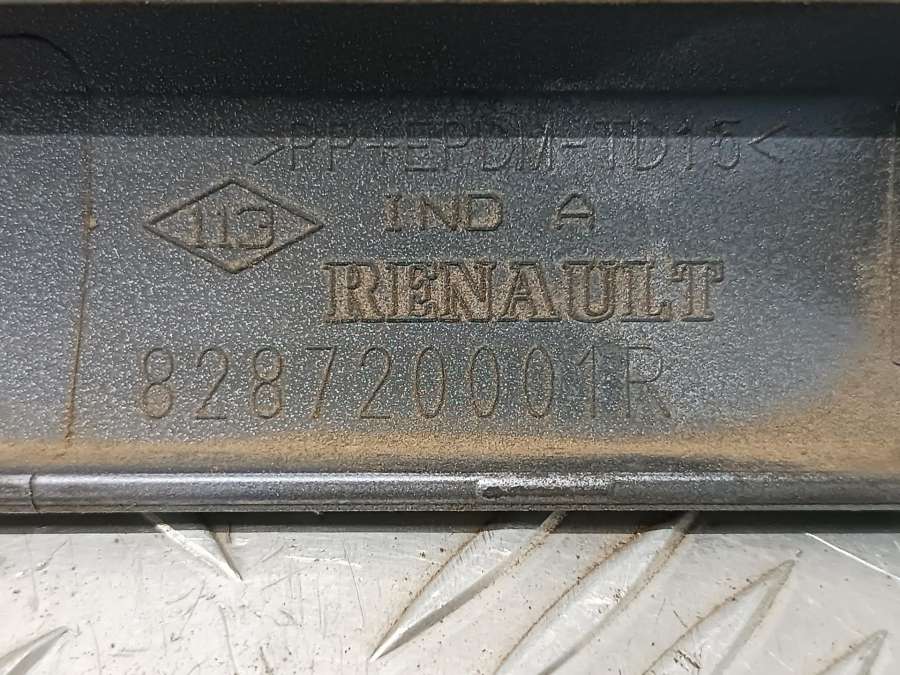 >PP+EPDM-TD15<
113
IND A
RENAULT
828720001R